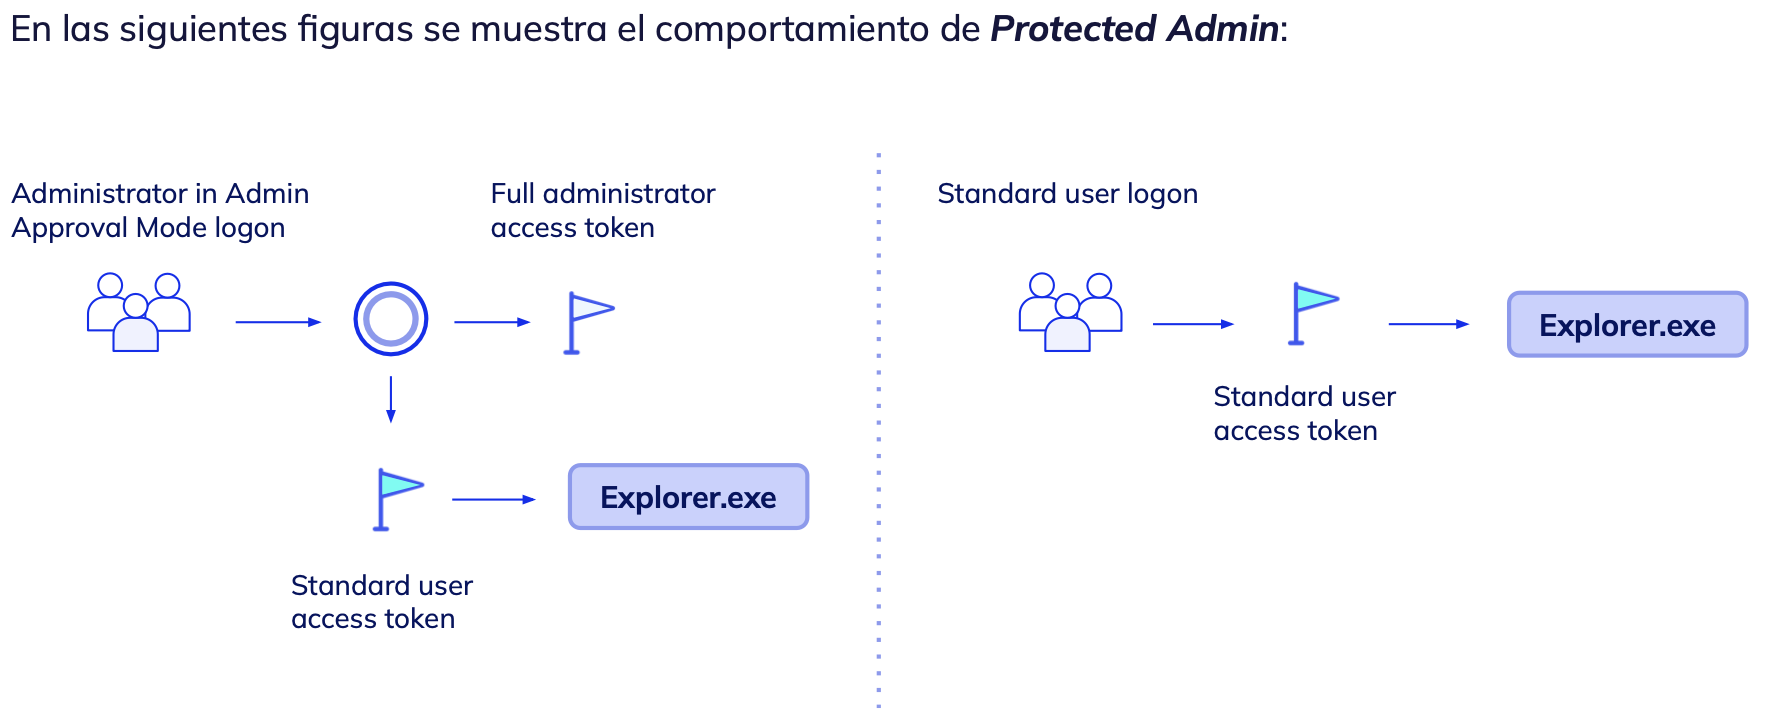 En las siguientes figuras se muestra el comportamiento de Protected Admin:
Administrator in Admin
Approval Mode logon
Full administrator
access token
Explorer.exe
Standard user
access token
Standard user logon
Explorer.exe
Standard user
access token